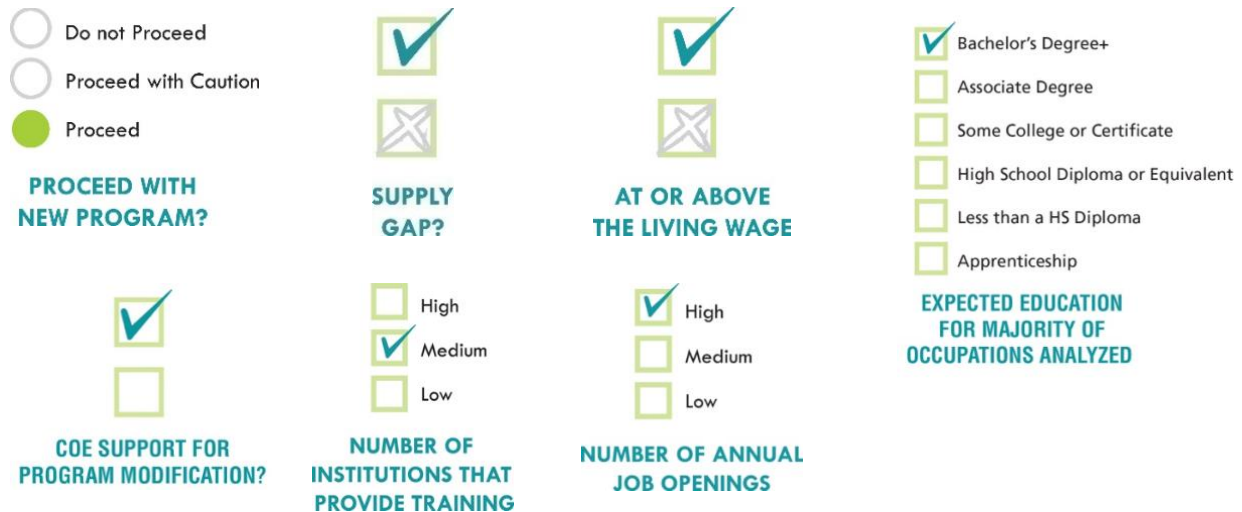 Do not Proceed
Proceed with Caution
Proceed
PROCEED WITH
NEW PROGRAM?
SUPPLY
GAP?
AT OR ABOVE
THE LIVING WAGE
Bachelor's Degree+
Associate Degree
Some College or Certificate
High School Diploma or Equivalent
Less than a HS Diploma
Apprenticeship
EXPECTED EDUCATION
FOR MAJORITY OF
OCCUPATIONS ANALYZED
COE SUPPORT FOR
PROGRAM MODIFICATION?
High
Medium
Low
NUMBER OF
INSTITUTIONS THAT
PROVIDE TRAINING
High
Medium
Low
NUMBER OF ANNUAL
JOB OPENINGS